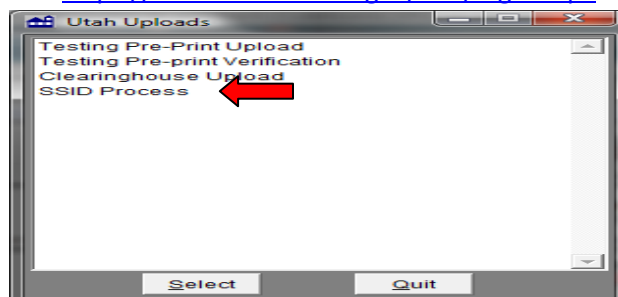 Utah Uploads
Testing Pre-Print Upload
Testing Pre-print Verification
Clearinghouse Upload
SSID Process
Select Quit